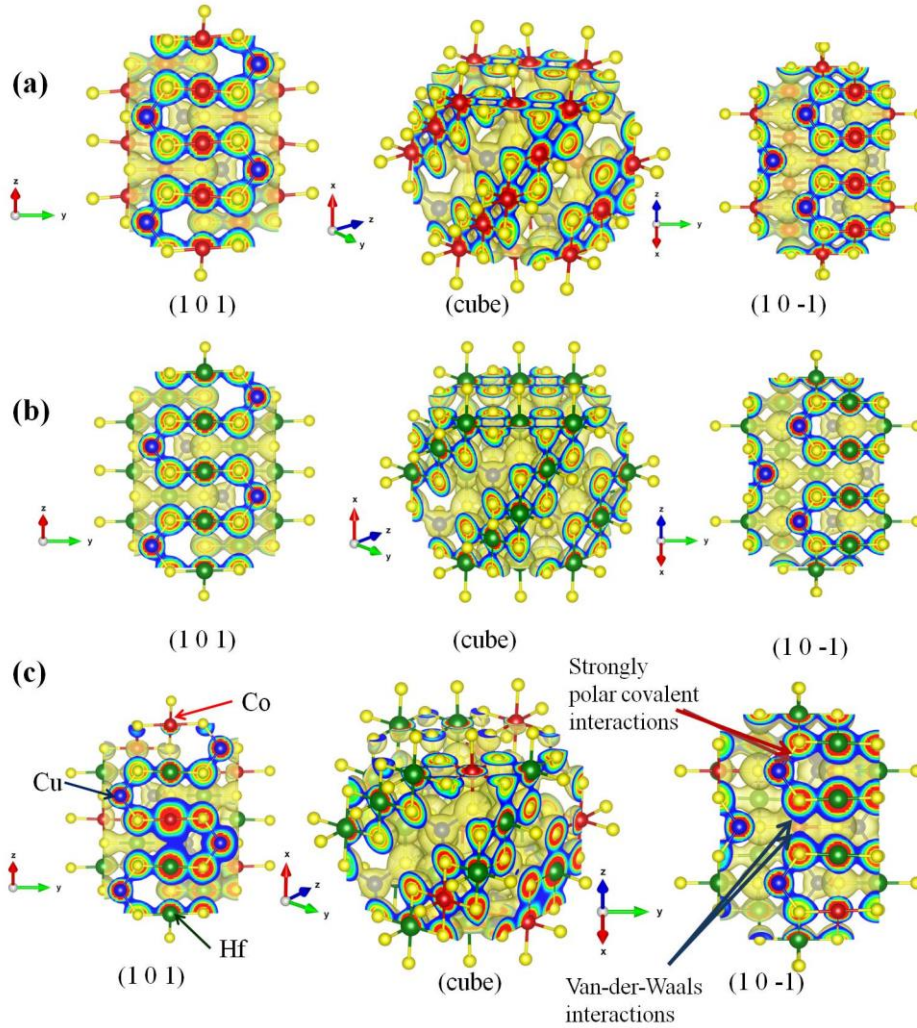 (a)
z
y
x
z
y
z
y
x
(1 0 1)
(cube)
(1 0 -1)
(b)
z
y
x
z
y
z
y
x
(1 0 1)
(cube)
(1 0 -1)
(c)
Co
Cu
Hf
Strongly
polar covalent
interactions
z
y
x
z
y
z
y
x
(1 0 1)
(cube)
Van-der-Waals
interactions
(1 0 -1)